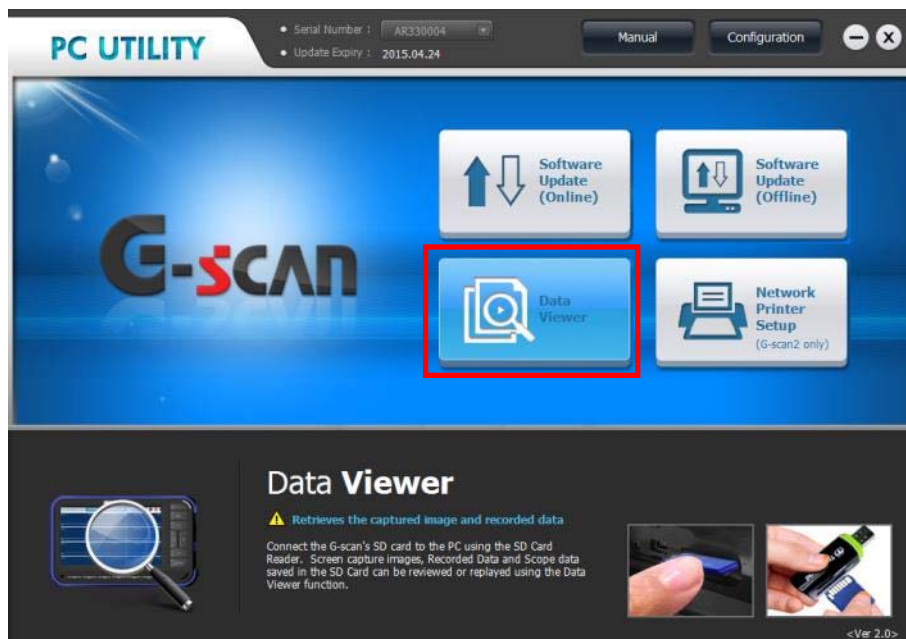 PC UTILITY
Serial Number : AR330004
Update Expiry : 2015.04.24
Manual
Configuration
G-scan
Software
Update
(Online)
Software
Update
(Offline)
Data
Viewer
Network
Printer
Setup
(G-scan2 only)
Data Viewer
Retrieves the captured image and recorded data
Connect the G-scan's SD card to the PC using the SD Card
Reader. Screen capture images, Recorded Data and Scope data
saved in the SD Card can be reviewed or replayed using the Data
Viewer function.
<Ver 2.0>